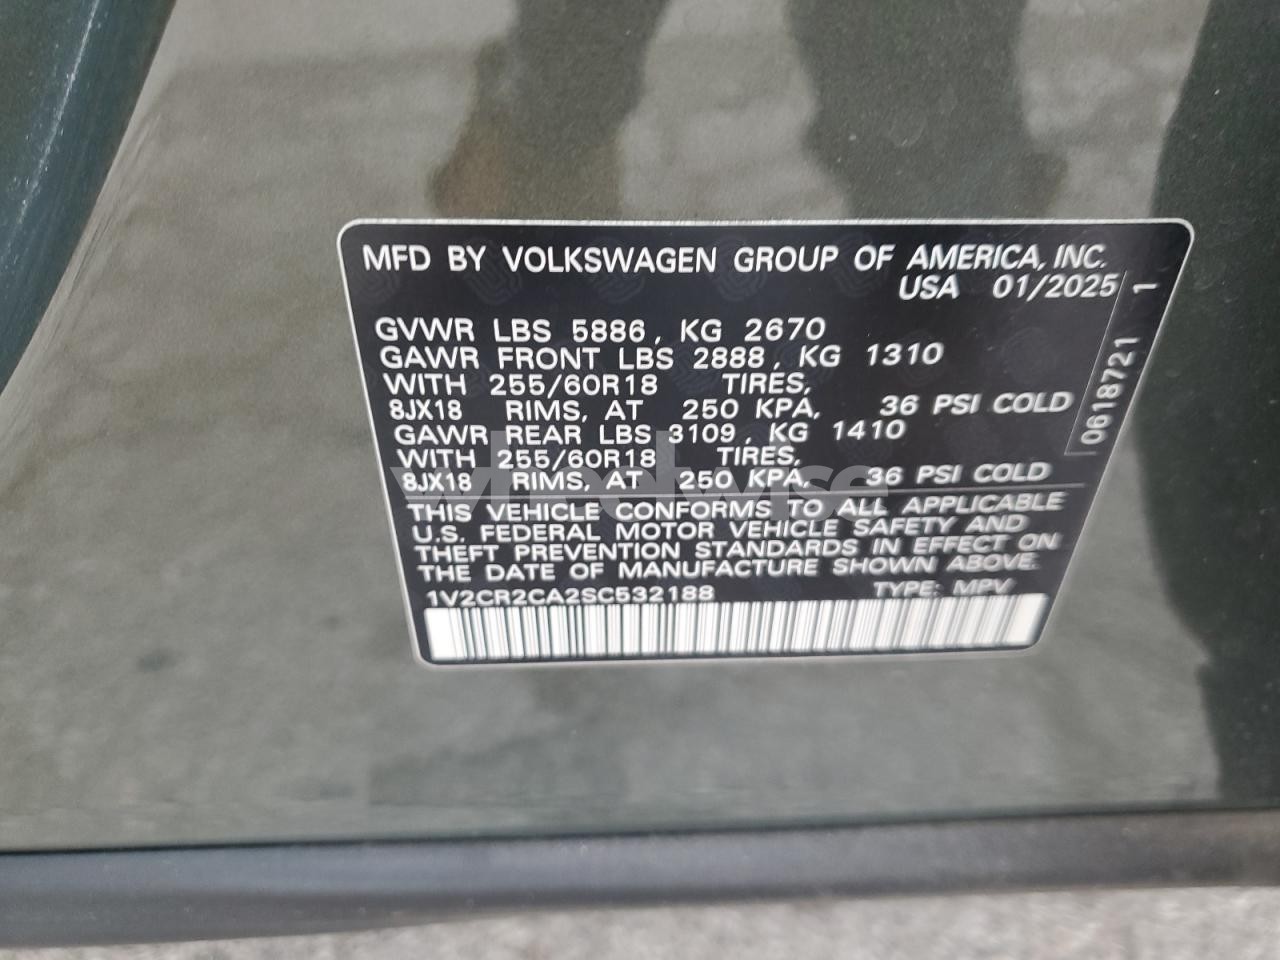 MFD BY VOLKSWAGEN GROUP OF AMERICA, INC.
USA 01/2025
GVWR LBS 5886, KG 2670
GAWR FRONT LBS 2888, KG 1310
WITH 255/60R18 TIRES,
8JX18 RIMS, AT 250 KPA, 36 PSI COLD
GAWR REAR LBS 3109, KG 1410
WITH 255/60R18 TIRES,
8JX18 RIMS, AT 250 KPA, 36 PSI COLD
THIS VEHICLE CONFORMS TO ALL APPLICABLE
U.S. FEDERAL MOTOR VEHICLE SAFETY AND
THEFT PREVENTION STANDARDS IN EFFECT ON
THE DATE OF MANUFACTURE SHOWN ABOVE.
1V2CR2CA2SC532188 TYPE: MPV
0618721 1
wheelwise